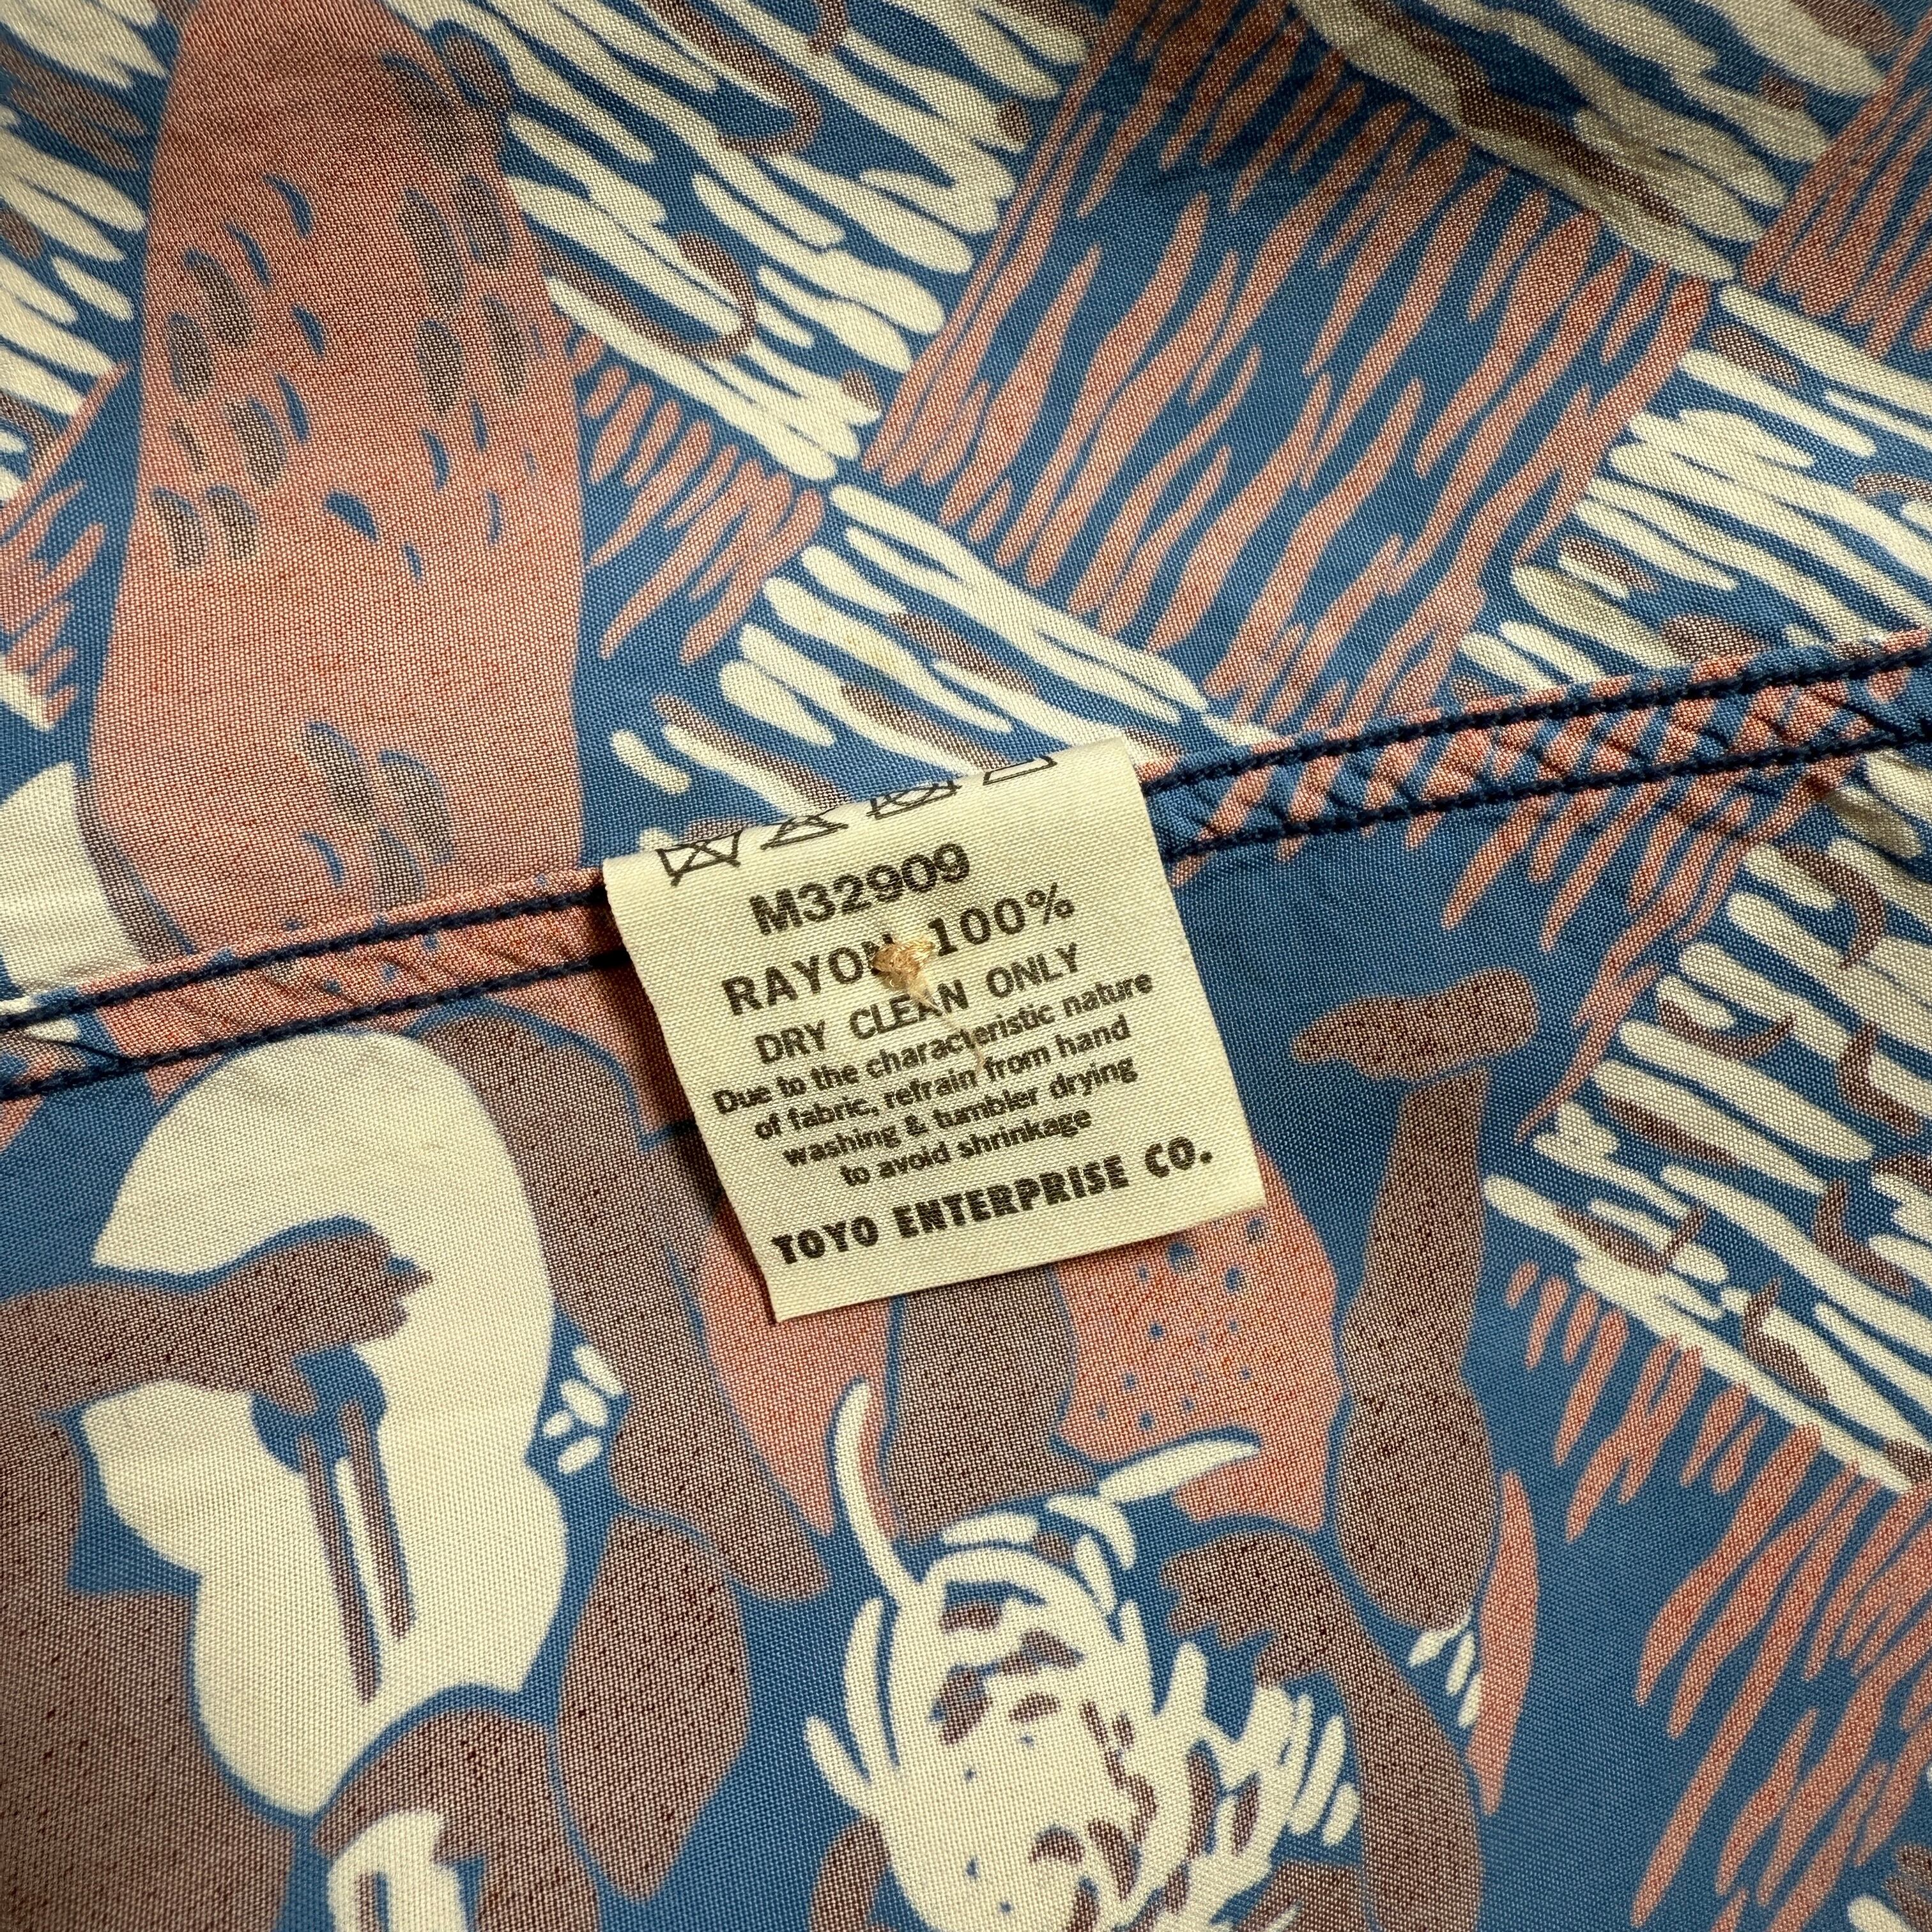 M32909
RAYON 100%
DRY CLEAN ONLY
Due to the characteristic nature
of fabric, refrain from hand
washing & tumbler drying
to avoid shrinkage
TOYO ENTERPRISE CO.